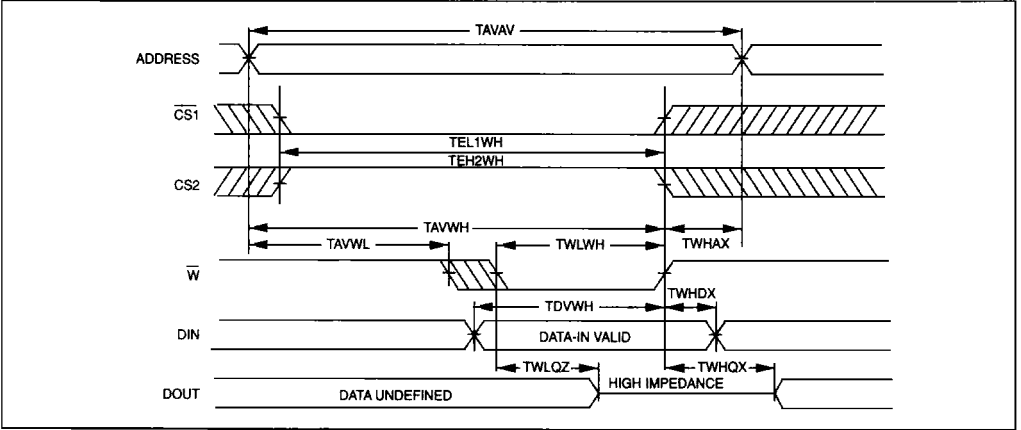 TAVAV
ADDRESS
CS1
TEL1WH
TEH2WH
CS2
TAVWH
TWHAX
TAVWL
TWLWH
W
TWHDX
TDVWH
DIN
DATA-IN VALID
TWLQZ
TWHQX
HIGH IMPEDANCE
DOUT
DATA UNDEFINED